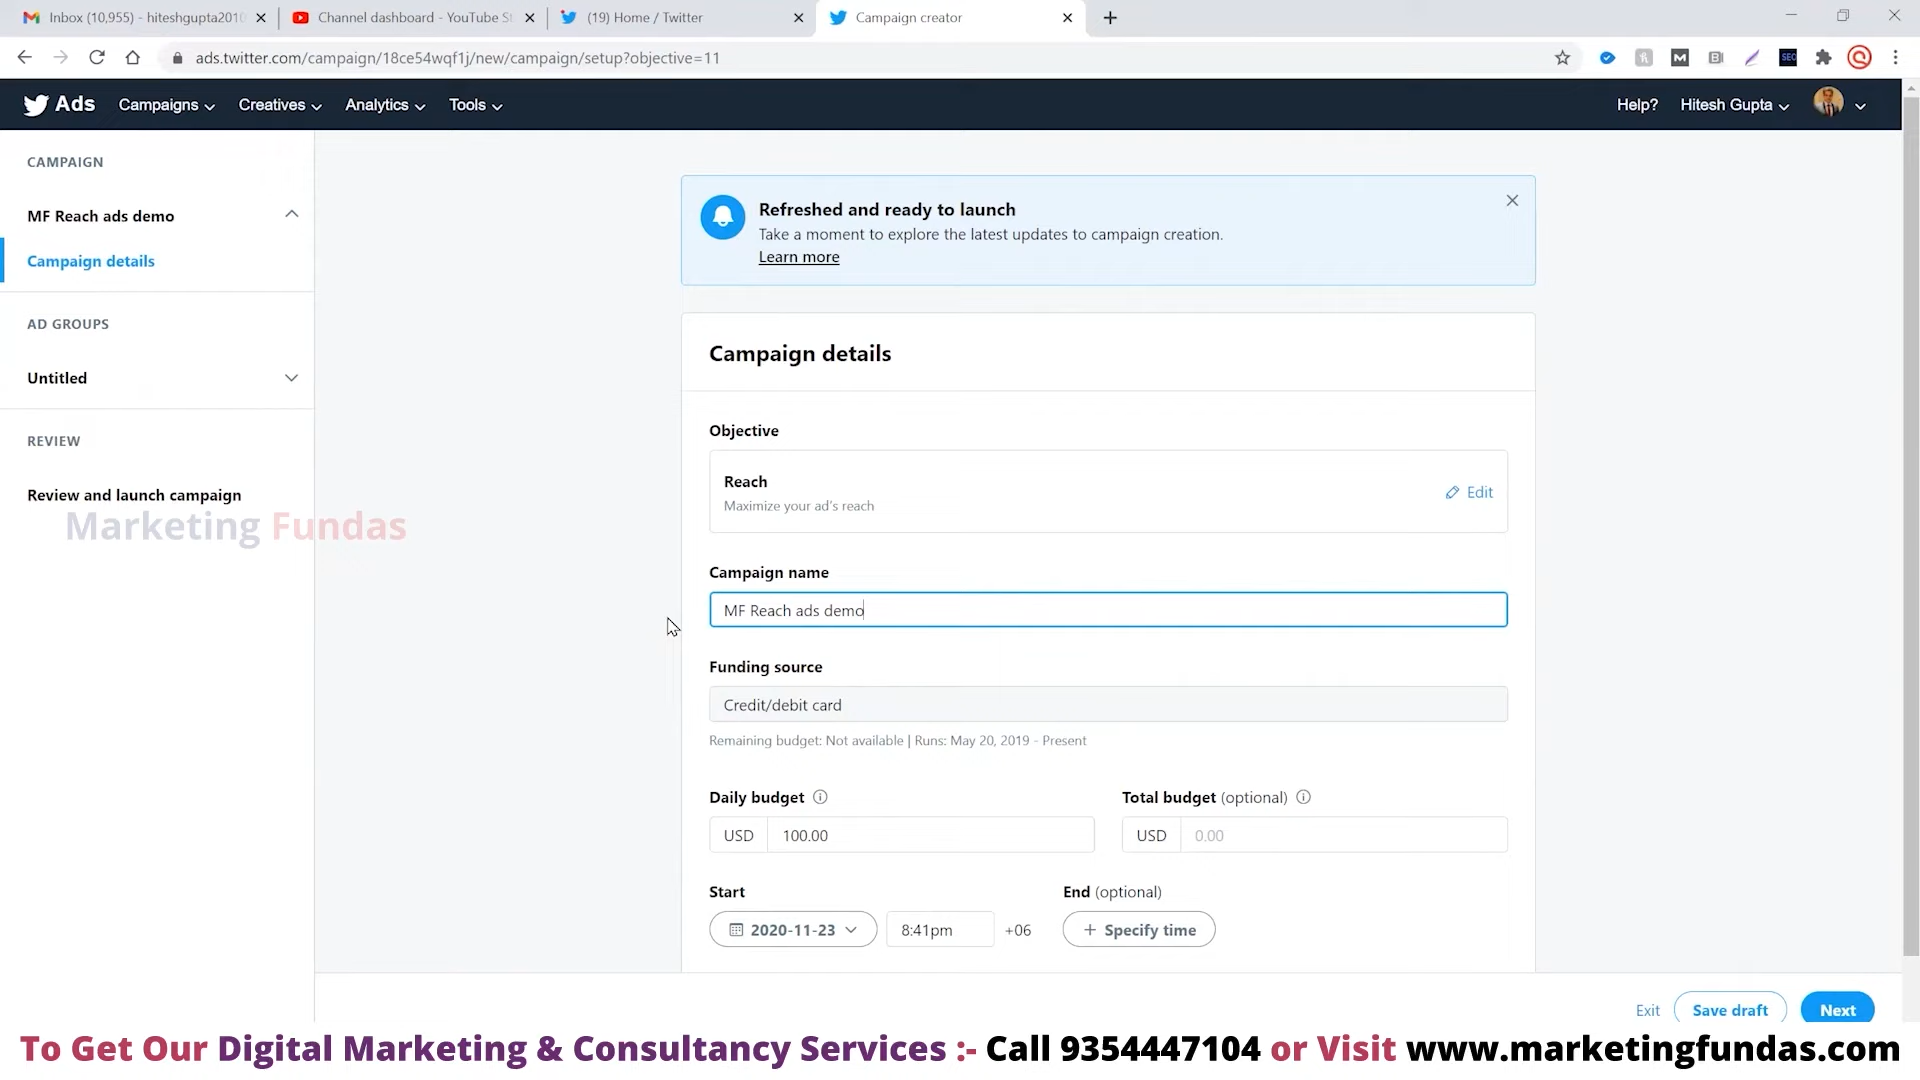 Inbox (10,955) - hiteshgupta2010
Channel dashboard - YouTube St
(19) Home / Twitter
Campaign creator
ads.twitter.com/campaign/18ce54wqf1j/new/campaign/setup?objective=11
Ads Campaigns Creatives Analytics Tools Help? Hitesh Gupta
CAMPAIGN
MF Reach ads demo
Campaign details
AD GROUPS
Untitled
REVIEW
Review and launch campaign
Marketing Fundas
Refreshed and ready to launch
Take a moment to explore the latest updates to campaign creation.
Learn more
Campaign details
Objective
Reach
Maximize your ad's reach
Edit
Campaign name
MF Reach ads demo
Funding source
Credit/debit card
Remaining budget: Not available | Runs: May 20, 2019 - Present
Daily budget
USD 100.00
Total budget (optional)
USD 0.00
Start
2020-11-23 8:41pm +06
End (optional)
+ Specify time
Exit Save draft Next
To Get Our Digital Marketing & Consultancy Services :- Call 9354447104 or Visit www.marketingfundas.com